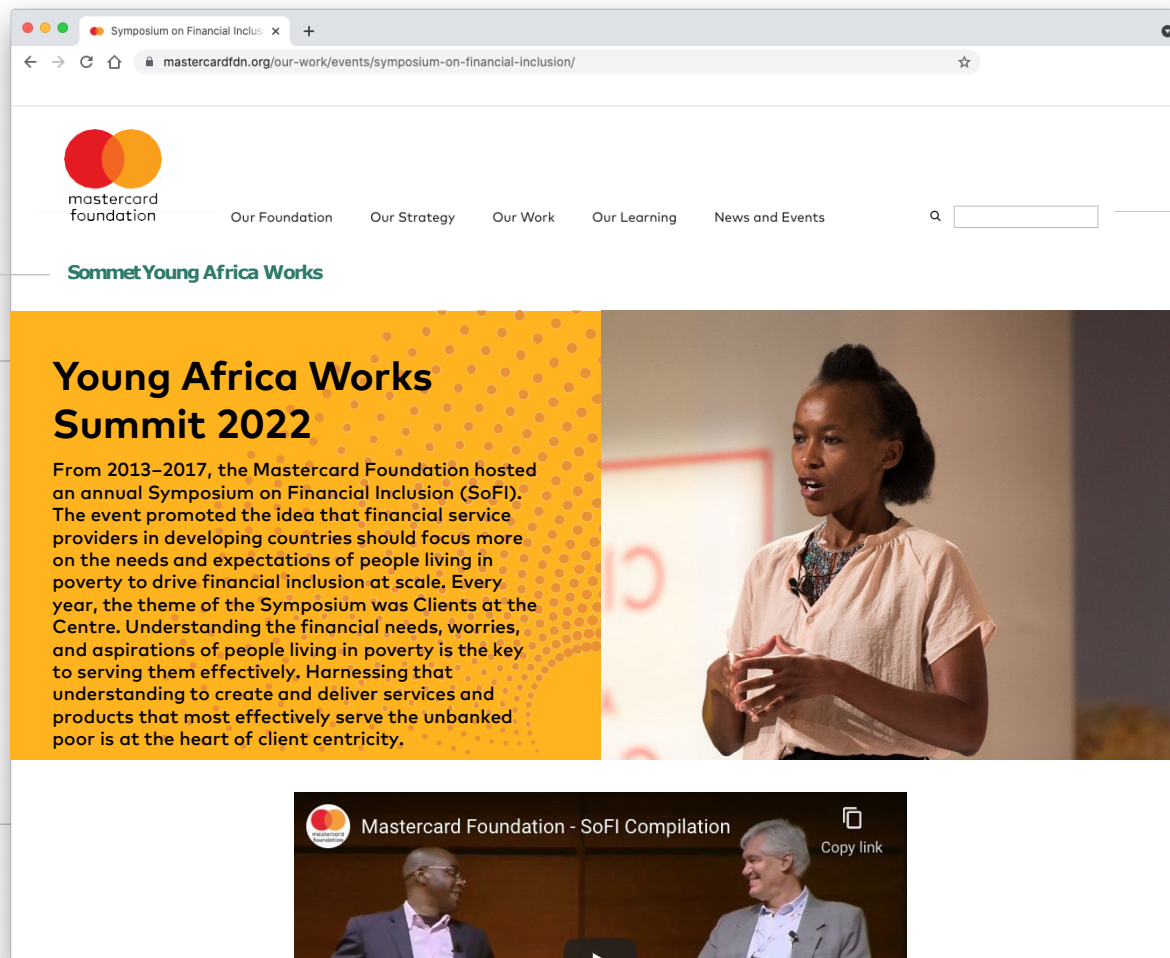 Symposium on Financial Inclus
mastercardfdn.org/our-work/events/symposium-on-financial-inclusion/
mastercard
foundation
Our Foundation Our Strategy Our Work Our Learning News and Events
Sommet Young Africa Works
Young Africa Works
Summit 2022
From 2013–2017, the Mastercard Foundation hosted
an annual Symposium on Financial Inclusion (SoFI).
The event promoted the idea that financial service
providers in developing countries should focus more
on the needs and expectations of people living in
poverty to drive financial inclusion at scale. Every
year, the theme of the Symposium was Clients at the
Centre. Understanding the financial needs, worries,
and aspirations of people living in poverty is the key
to serving them effectively. Harnessing that
understanding to create and deliver services and
products that most effectively serve the unbanked
poor is at the heart of client centricity.
mastercard
foundation
Mastercard Foundation - SoFI Compilation
Copy link